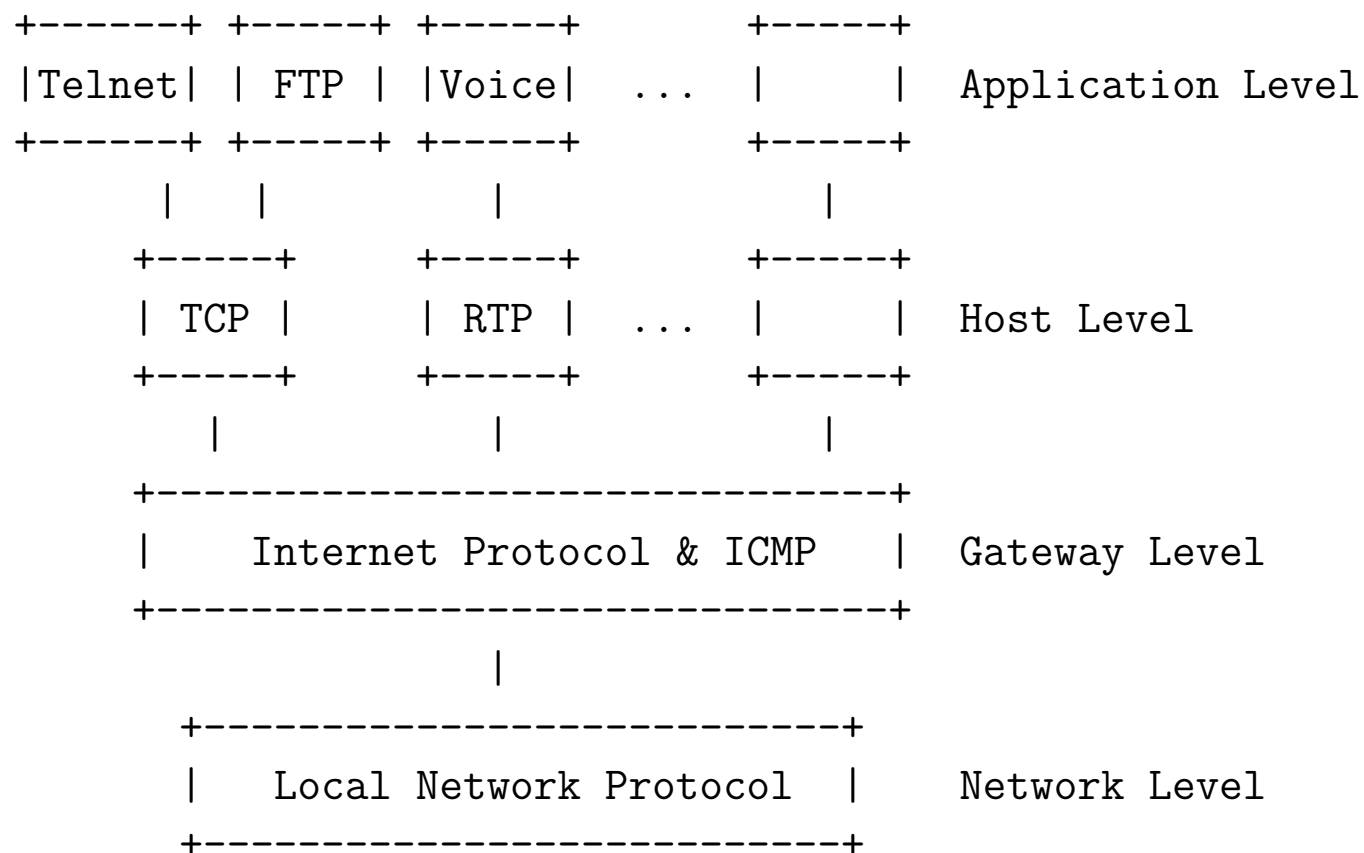 +------+ +-----+ +-----+       +-----+
|Telnet| | FTP | |Voice|  ...  |     |  Application Level
+------+ +-----+ +-----+       +-----+
      |   |         |             |
     +-----+     +-----+       +-----+
     | TCP |     | RTP |  ...  |     |  Host Level
     +-----+     +-----+       +-----+
        |           |             |
     +-------------------------------+
     |    Internet Protocol & ICMP   |  Gateway Level
     +-------------------------------+
                    |
       +---------------------------+
       |   Local Network Protocol  |    Network Level
       +---------------------------+